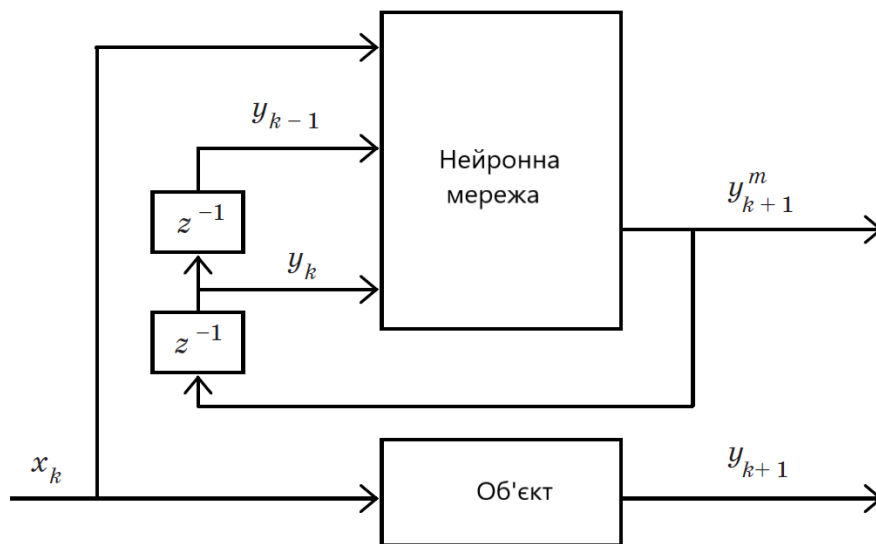 y_{k-1}
Нейронна
мережа
y^m_{k+1}
z^{-1}
y_k
z^{-1}
x_k
Об'єкт
y_{k+1}